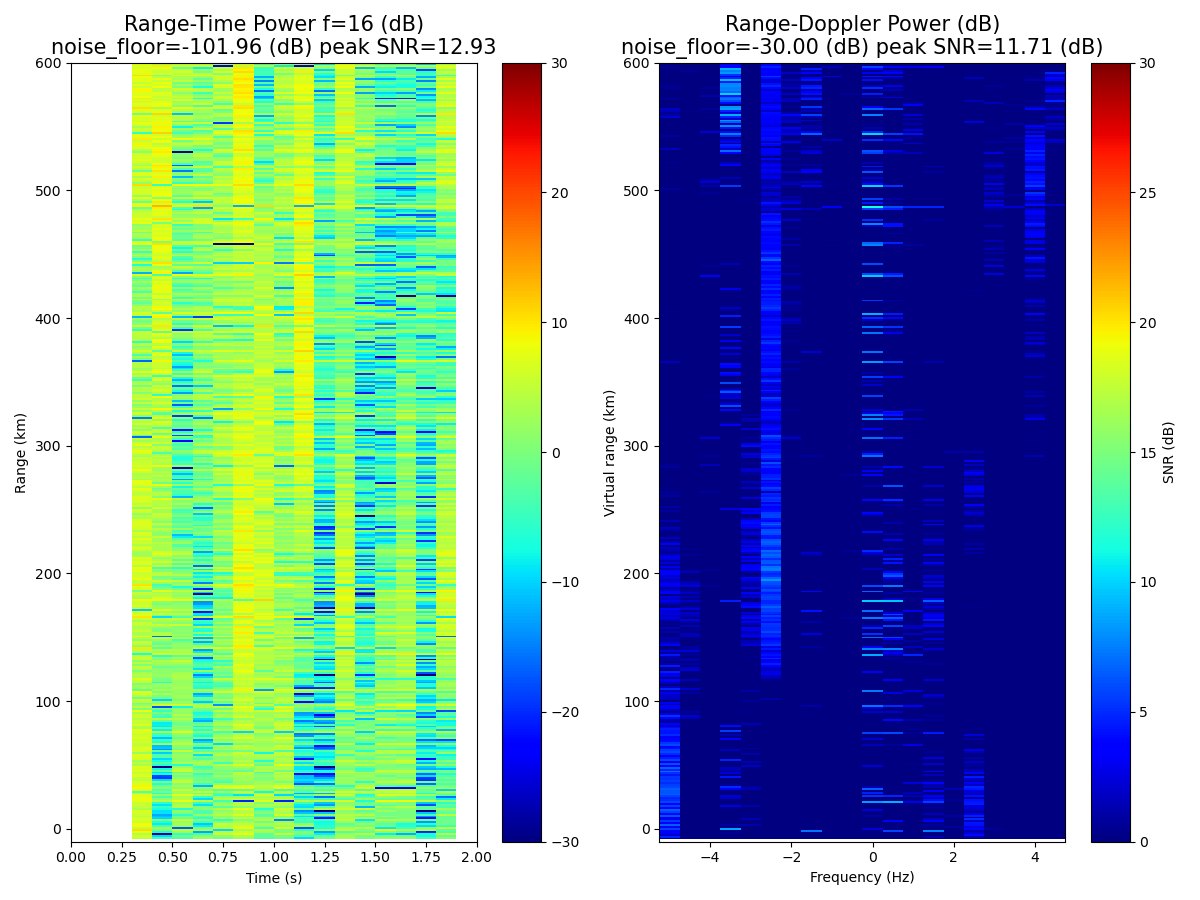 Range-Time Power f=16 (dB)
noise_floor=-101.96 (dB) peak SNR=12.93
Range-Doppler Power (dB)
noise_floor=-30.00 (dB) peak SNR=11.71 (dB)
Range (km)
600
500
400
300
200
100
0
0.00 0.25 0.50 0.75 1.00 1.25 1.50 1.75 2.00
Time (s)
30
20
10
0
−10
−20
−30
Virtual range (km)
600
500
400
300
200
100
0
−4 −2 0 2 4
Frequency (Hz)
30
25
20
15
10
5
0
SNR (dB)